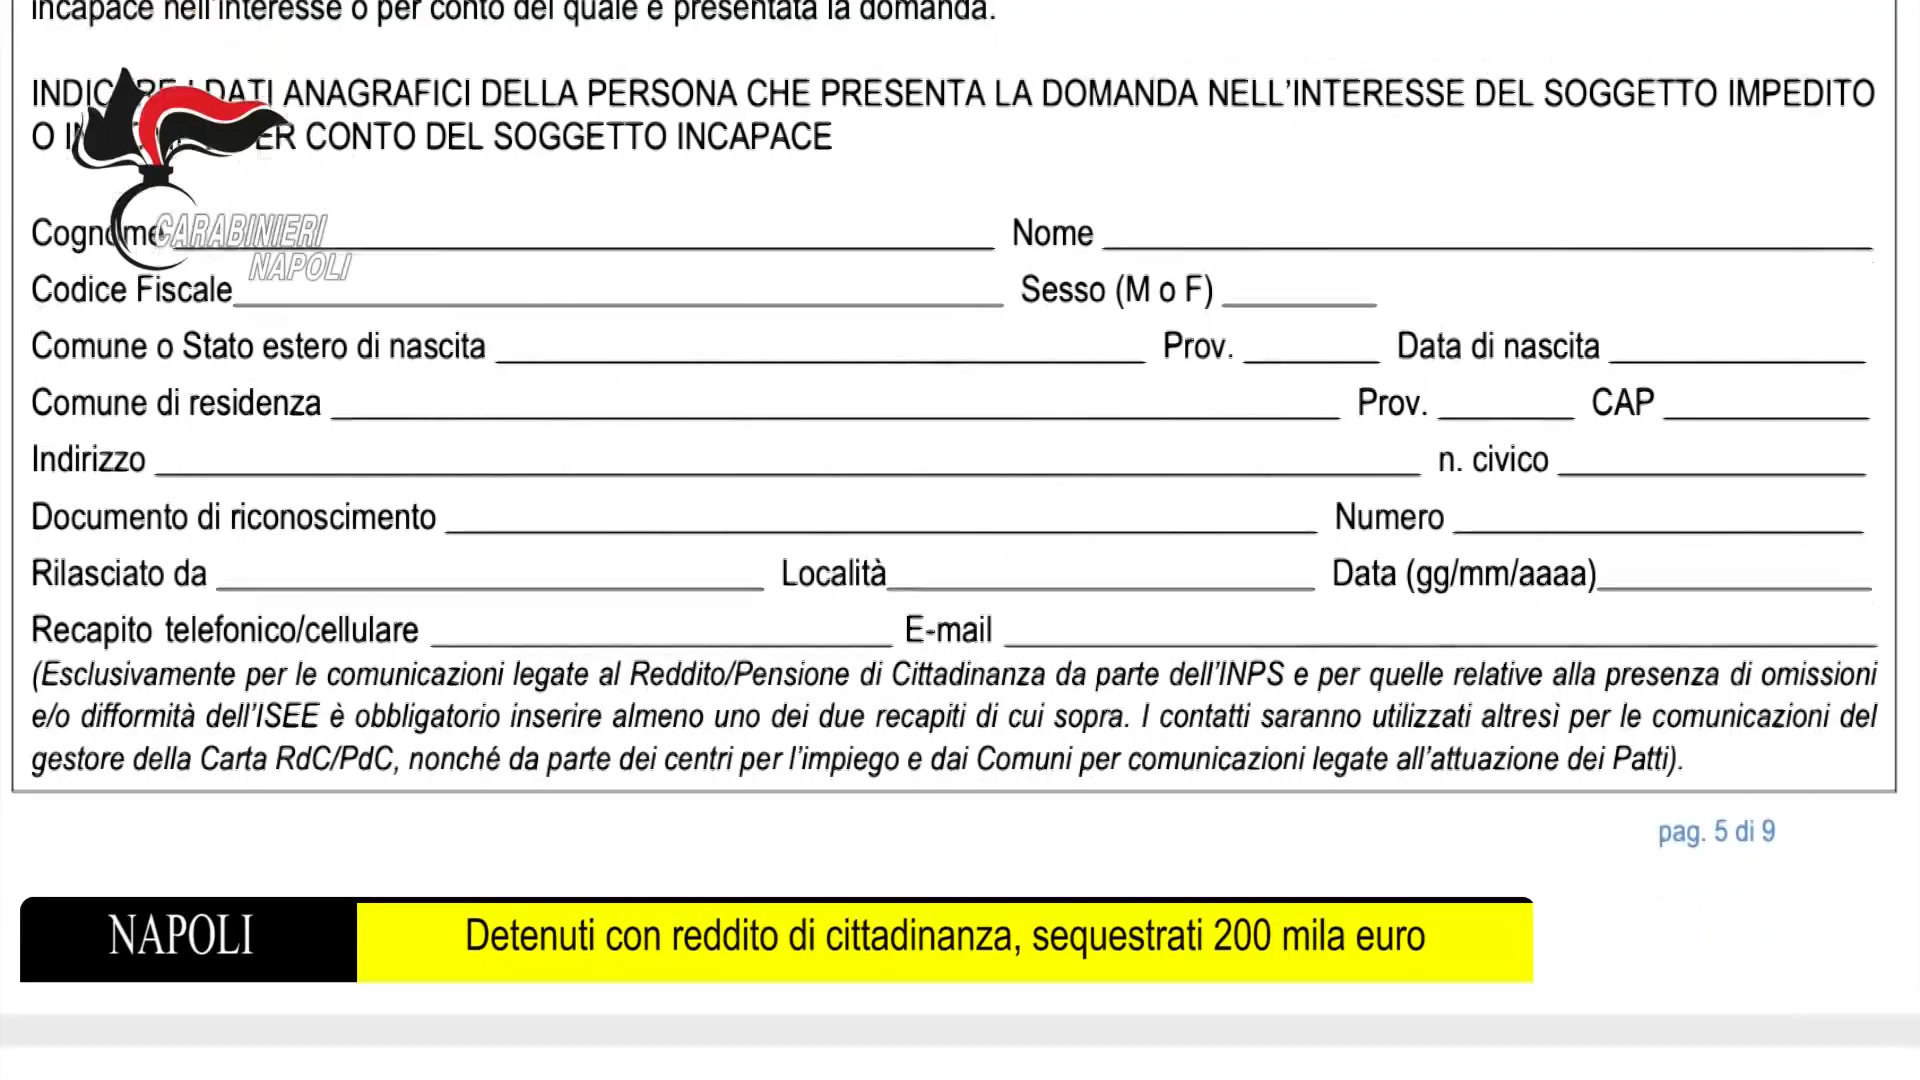 incapace nell'interesse o per conto del quale è presentata la domanda.
INDICARE I DATI ANAGRAFICI DELLA PERSONA CHE PRESENTA LA DOMANDA NELL'INTERESSE DEL SOGGETTO IMPEDITO
O IN NOME E PER CONTO DEL SOGGETTO INCAPACE
CARABINIERI
NAPOLI
Cognome Nome
Codice Fiscale Sesso (M o F)
Comune o Stato estero di nascita Prov. Data di nascita
Comune di residenza Prov. CAP
Indirizzo n. civico
Documento di riconoscimento Numero
Rilasciato da Località Data (gg/mm/aaaa)
Recapito telefonico/cellulare E-mail
(Esclusivamente per le comunicazioni legate al Reddito/Pensione di Cittadinanza da parte dell'INPS e per quelle relative alla presenza di omissioni
e/o difformità dell'ISEE è obbligatorio inserire almeno uno dei due recapiti di cui sopra. I contatti saranno utilizzati altresì per le comunicazioni del
gestore della Carta RdC/PdC, nonché da parte dei centri per l'impiego e dai Comuni per comunicazioni legate all'attuazione dei Patti).
pag. 5 di 9
NAPOLI Detenuti con reddito di cittadinanza, sequestrati 200 mila euro